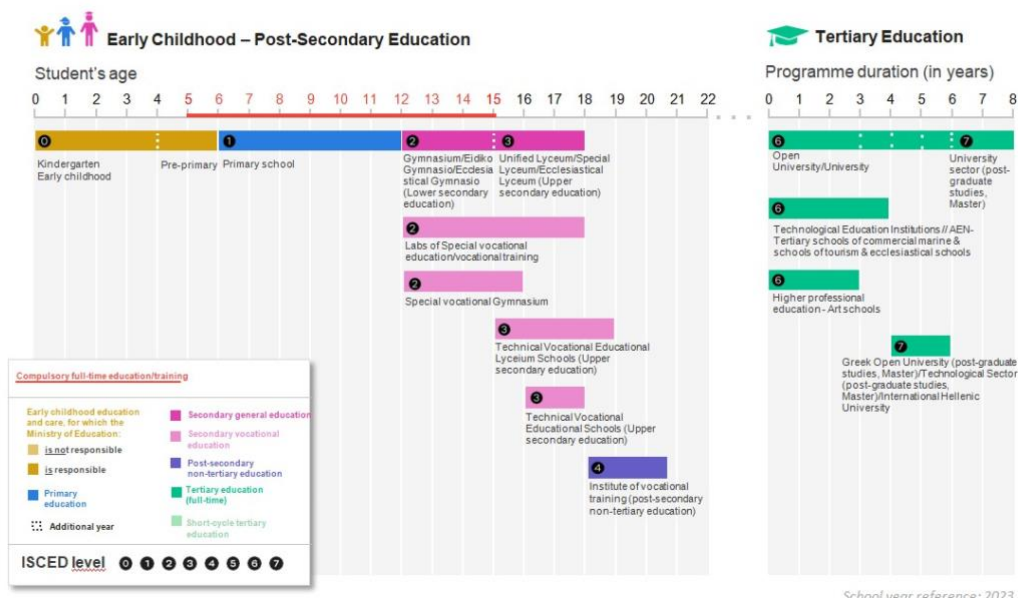 Early Childhood – Post-Secondary Education
Student's age
0 1 2 3 4 5 6 7 8 9 10 11 12 13 14 15 16 17 18 19 20 21 22
0
Kindergarten
Early childhood
Pre-primary
1
Primary school
2
Gymnasium/Eidiko
Gymnasio/Ecclesia
stical Gymnasio
(Lower secondary
education)
3
Unified Lyceum/Special
Lyceum/Ecclesiastical
Lyceum (Upper
secondary education)
2
Labs of Special vocational
education/vocational training
2
Special vocational Gymnasium
3
Technical Vocational Educational
Lyceium Schools (Upper
secondary education)
3
Technical Vocational
Educational Schools (Upper
secondary education)
4
Institute of vocational
training (post-secondary
non-tertiary education)
Tertiary Education
Programme duration (in years)
0 1 2 3 4 5 6 7 8
6
Open
University/University
7
University
sector (post-
graduate
studies,
Master)
6
Technological Education Institutions // AEN-
Tertiary schools of commercial marine &
schools of tourism & ecclesiastical schools
6
Higher professional
education - Art schools
7
Greek Open University (post-graduate
studies, Master)/Technological Sector
(post-graduate studies,
Master)/International Hellenic
University
Compulsory full-time education/training
Early childhood education
and care, for which the
Ministry of Education:
is not responsible
is responsible
Primary
education
Additional year
Secondary general education
Secondary vocational
education
Post-secondary
non-tertiary education
Tertiary education
(full-time)
Short-cycle tertiary
education
ISCED level 0 1 2 3 4 5 6 7
School year reference: 2023